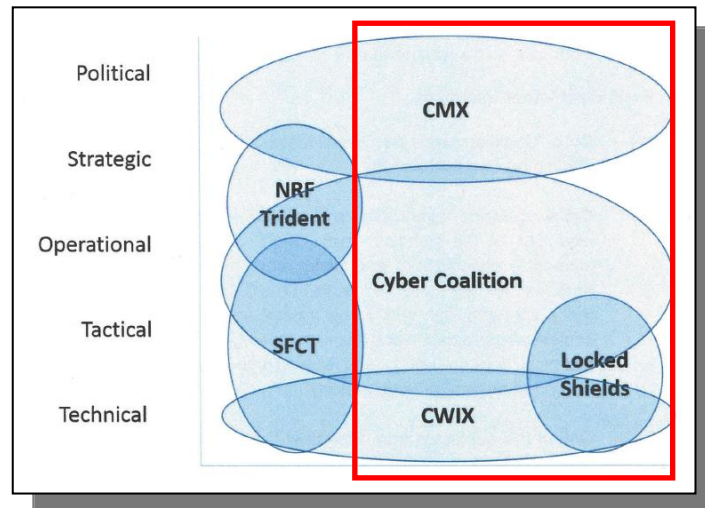 Political
CMX
Strategic
NRF
Trident
Operational
Cyber Coalition
Tactical
SFCT
Locked
Shields
Technical
CWIX